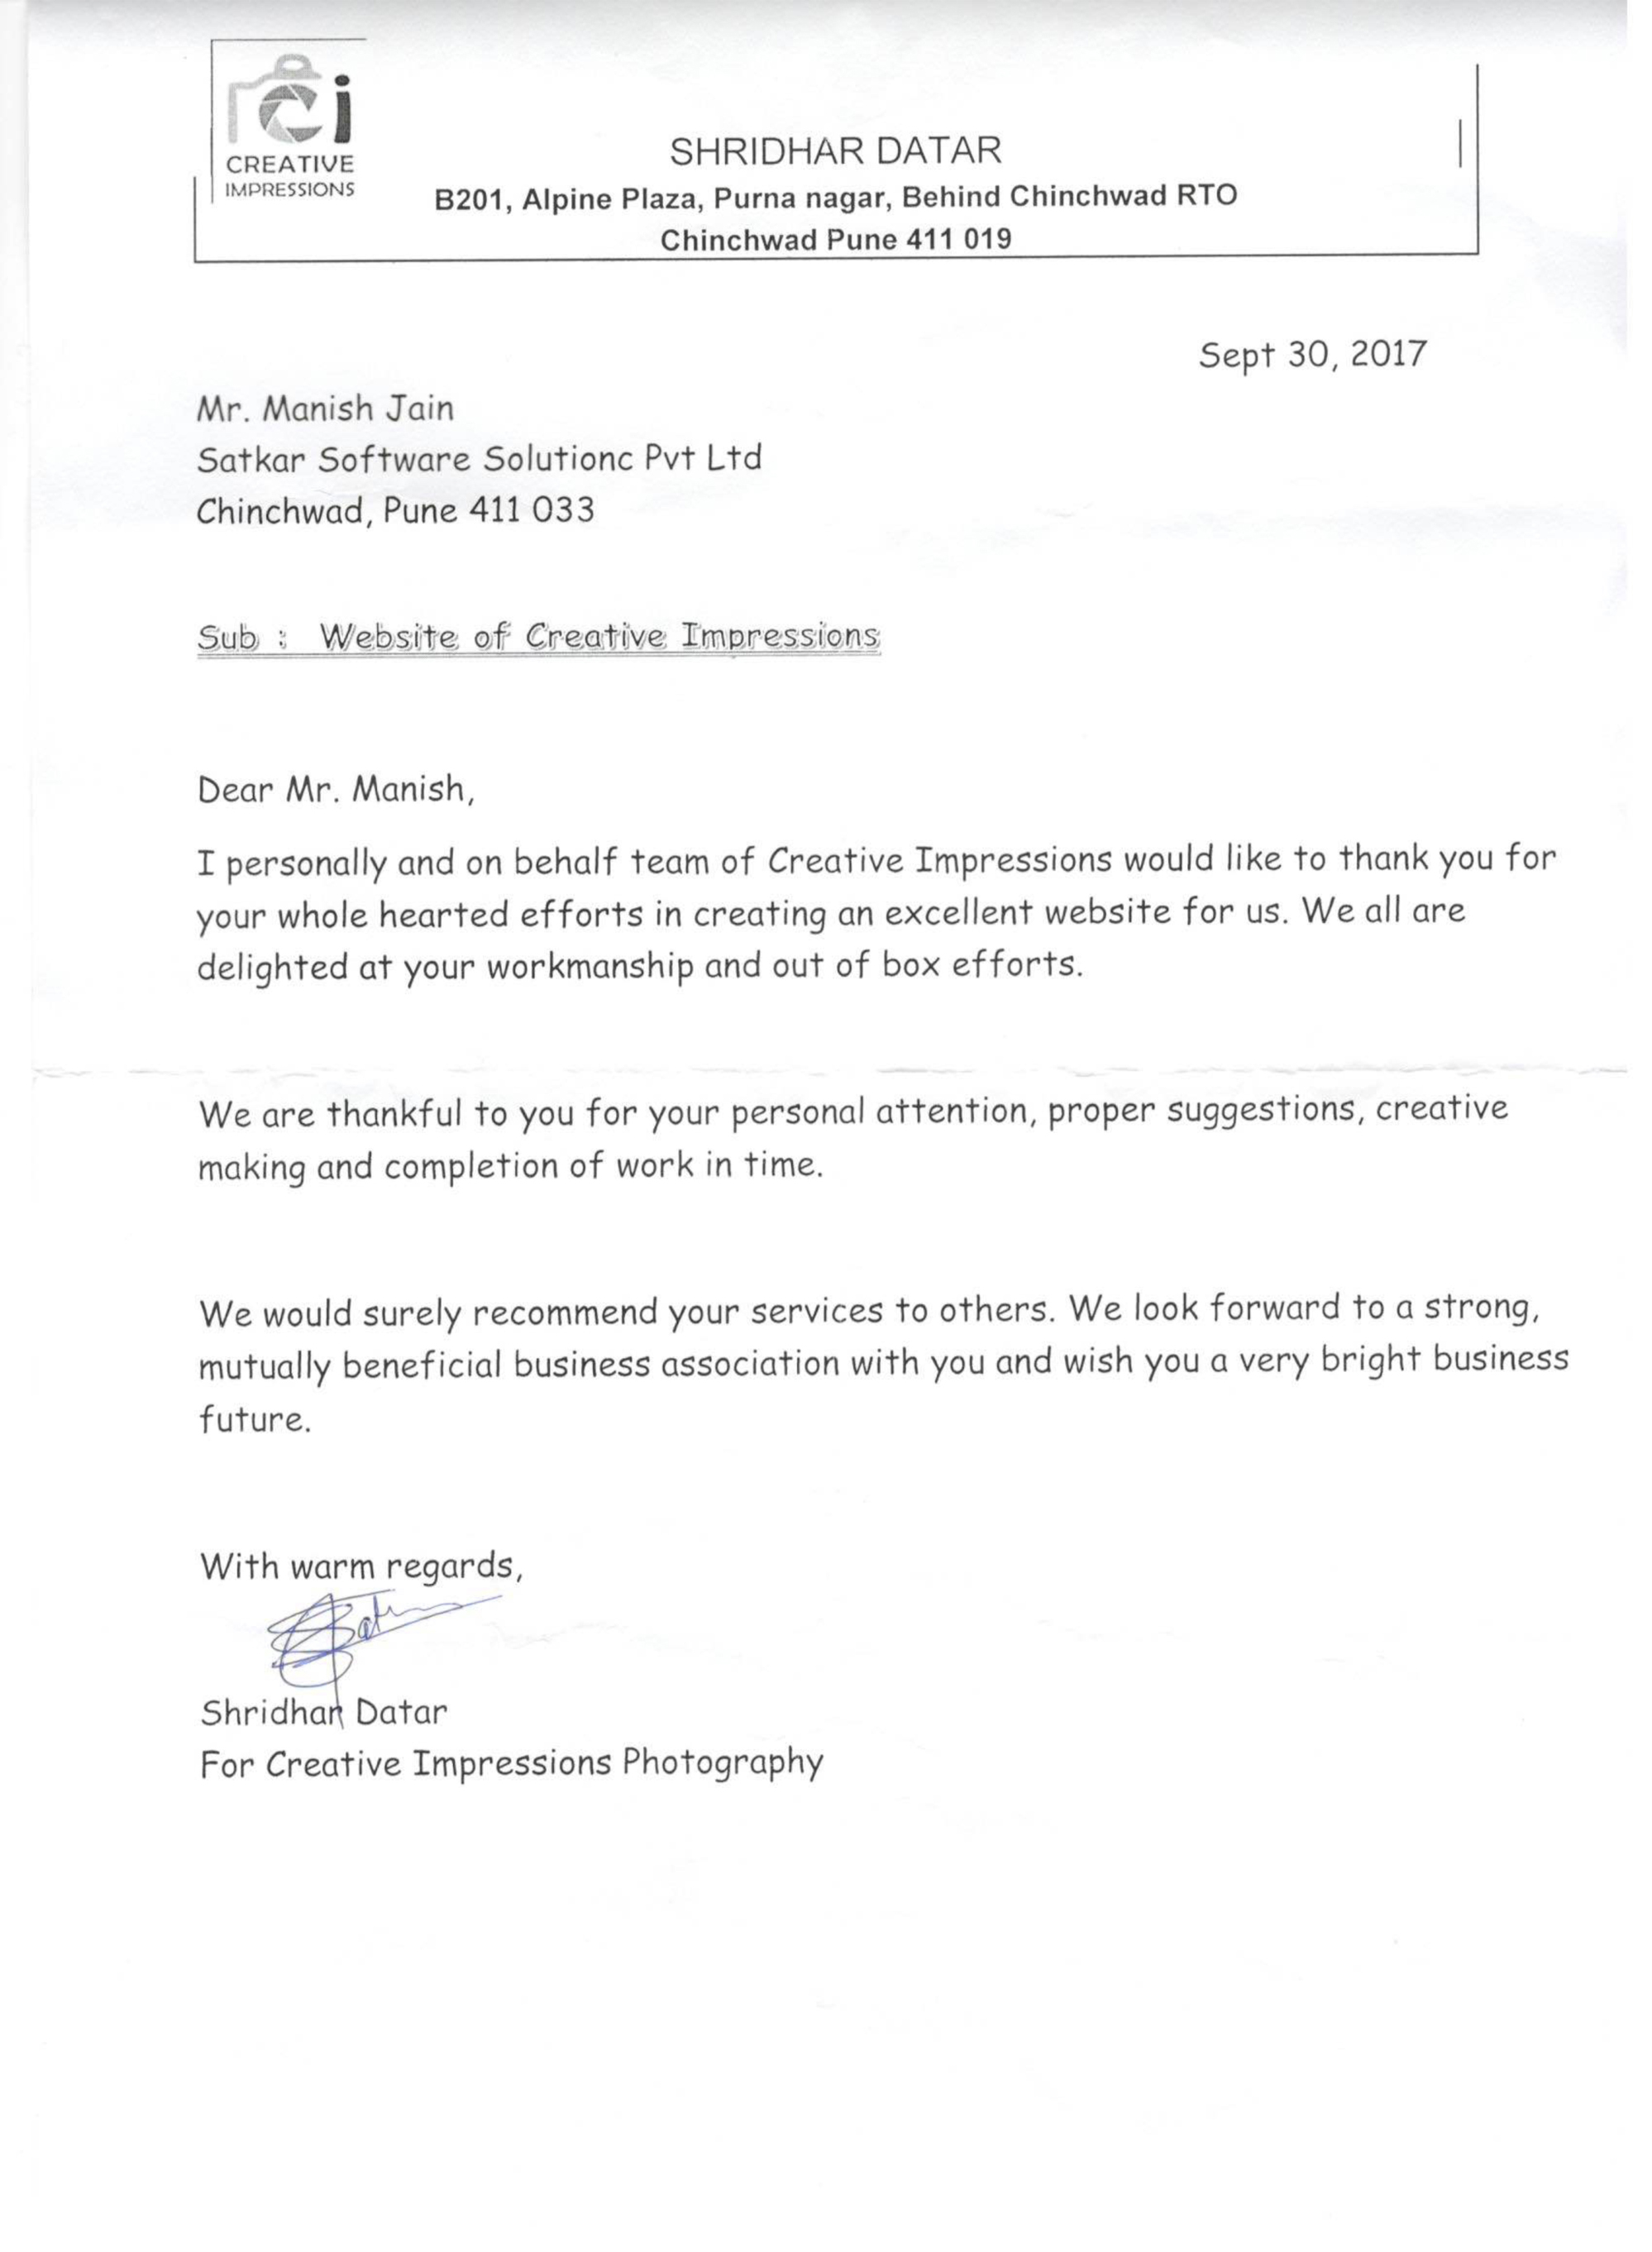 ci
CREATIVE
IMPRESSIONS
SHRIDHAR DATAR
B201, Alpine Plaza, Purna nagar, Behind Chinchwad RTO
Chinchwad Pune 411 019
Sept 30, 2017
Mr. Manish Jain
Satkar Software Solutionc Pvt Ltd
Chinchwad, Pune 411 033
Sub : Website of Creative Impressions
Dear Mr. Manish,
I personally and on behalf team of Creative Impressions would like to thank you for
your whole hearted efforts in creating an excellent website for us. We all are
delighted at your workmanship and out of box efforts.
We are thankful to you for your personal attention, proper suggestions, creative
making and completion of work in time.
We would surely recommend your services to others. We look forward to a strong,
mutually beneficial business association with you and wish you a very bright business
future.
With warm regards,
Shridhar Datar
For Creative Impressions Photography